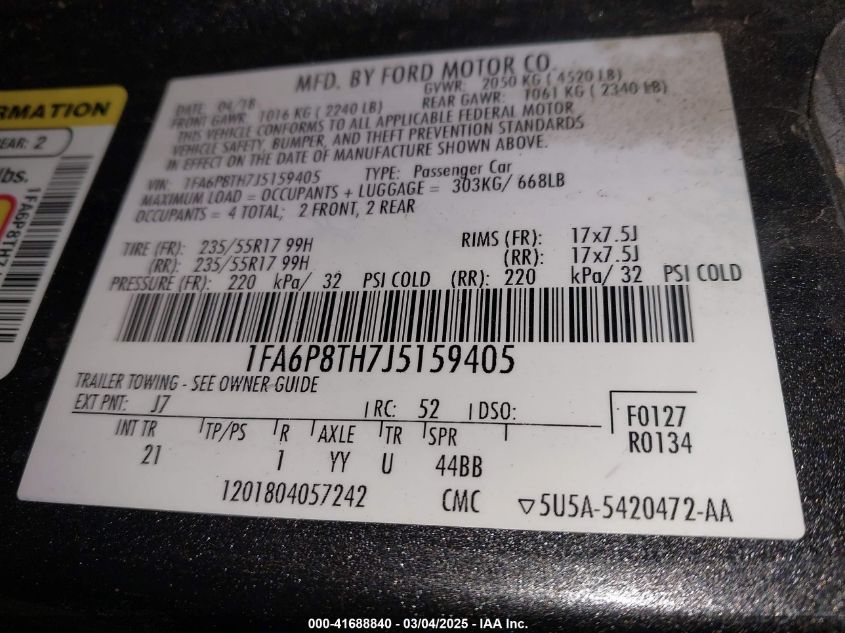 ORMATION
EAR: 2
lbs.
1FA6P8TH7J
MFD. BY FORD MOTOR CO.
DATE: 04/18 GVWR: 2050 KG ( 4520 LB)
FRONT GAWR: 1016 KG ( 2240 LB) REAR GAWR: 1061 KG ( 2340 LB)
THIS VEHICLE CONFORMS TO ALL APPLICABLE FEDERAL MOTOR
VEHICLE SAFETY, BUMPER, AND THEFT PREVENTION STANDARDS
IN EFFECT ON THE DATE OF MANUFACTURE SHOWN ABOVE.
VIN: 1FA6P8TH7J5159405 TYPE: Passenger Car
MAXIMUM LOAD = OCCUPANTS + LUGGAGE = 303KG/ 668LB
OCCUPANTS = 4 TOTAL; 2 FRONT, 2 REAR
TIRE (FR): 235/55R17 99H RIMS (FR): 17x7.5J
(RR): 235/55R17 99H (RR): 17x7.5J
PRESSURE (FR): 220 kPa/ 32 PSI COLD (RR): 220 kPa/ 32 PSI COLD
1FA6P8TH7J5159405
TRAILER TOWING - SEE OWNER GUIDE
EXT PNT: J7 RC: 52 DSO: F0127
R0134
INT TR TP/PS R AXLE TR SPR
21 1 YY U 44BB
1201804057242 CMC ▽5U5A-5420472-AA
000-41688840 - 03/04/2025 - IAA Inc.